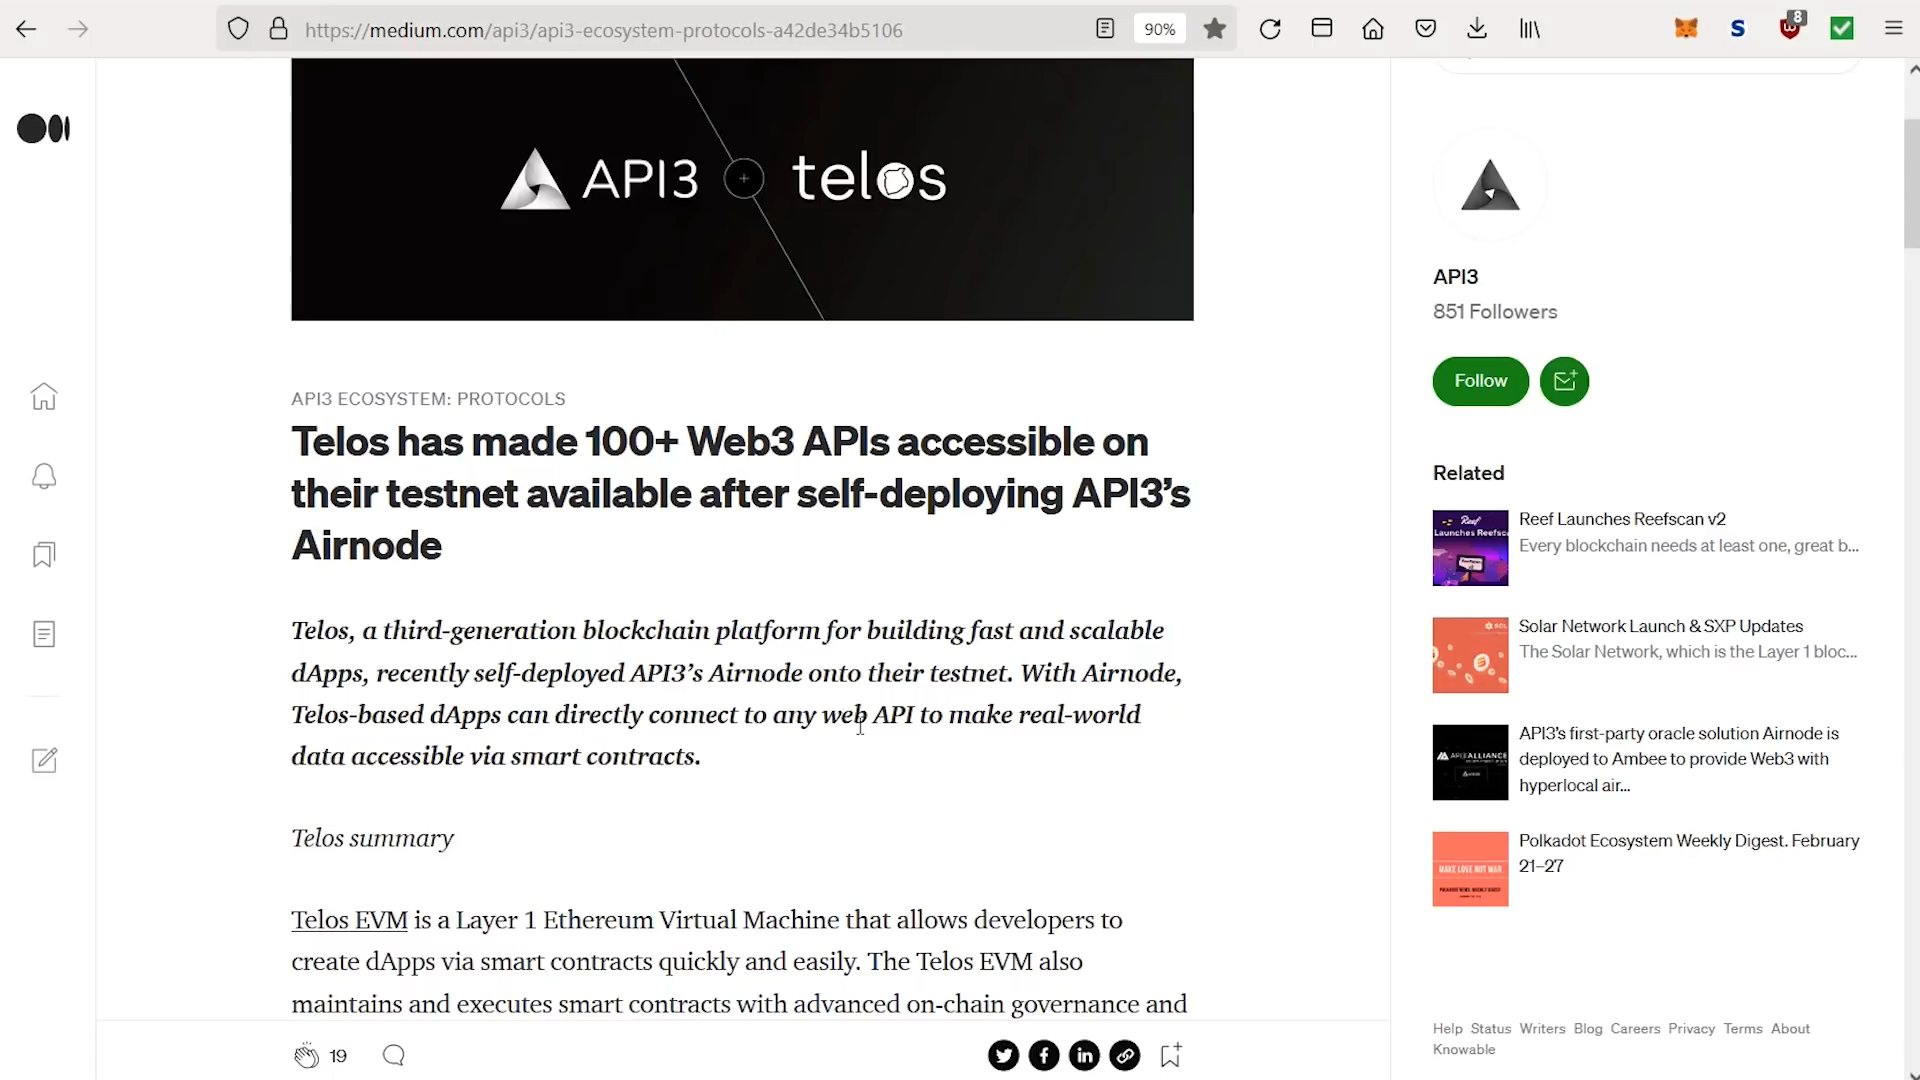 https://medium.com/api3/api3-ecosystem-protocols-a42de34b5106
90%
S
8
API3
telos
API3 ECOSYSTEM: PROTOCOLS
Telos has made 100+ Web3 APIs accessible on
their testnet available after self-deploying API3’s
Airnode
Telos, a third-generation blockchain platform for building fast and scalable
dApps, recently self-deployed API3’s Airnode onto their testnet. With Airnode,
Telos-based dApps can directly connect to any web API to make real-world
data accessible via smart contracts.
Telos summary
Telos EVM is a Layer 1 Ethereum Virtual Machine that allows developers to
create dApps via smart contracts quickly and easily. The Telos EVM also
maintains and executes smart contracts with advanced on-chain governance and
19
API3
851 Followers
Follow
Related
Reef Launches Reefscan v2
Every blockchain needs at least one, great b...
Solar Network Launch & SXP Updates
The Solar Network, which is the Layer 1 bloc...
API3’s first-party oracle solution Airnode is
deployed to Ambee to provide Web3 with
hyperlocal air...
Polkadot Ecosystem Weekly Digest. February
21–27
MAKE LOVE NOT WAR
Help Status Writers Blog Careers Privacy Terms About
Knowable